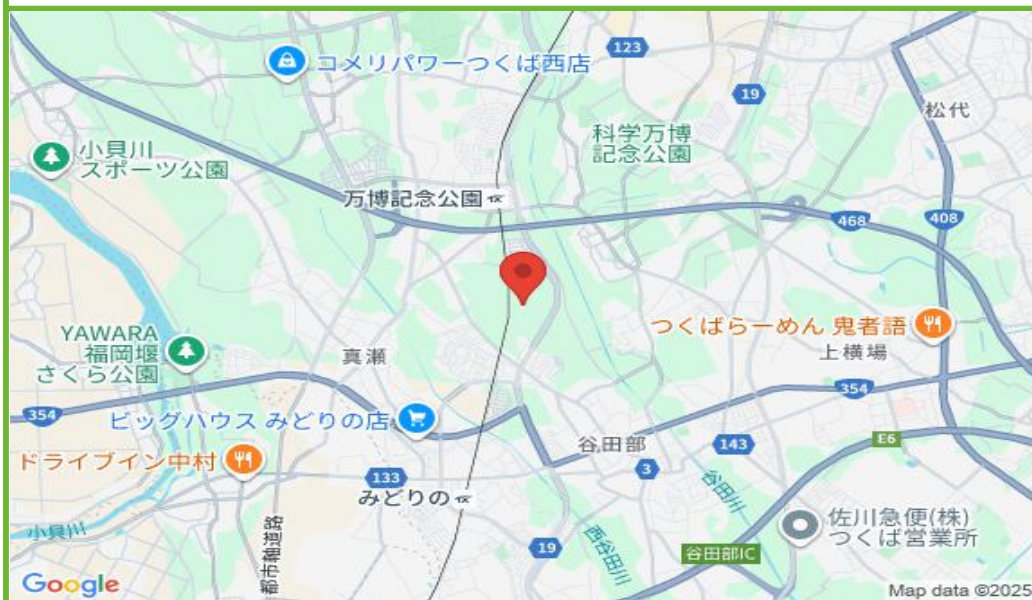 123
コメリパワーつくば西店
19
松代
科学万博
記念公園
小貝川
スポーツ公園
万博記念公園
468
408
YAWARA
福岡堰
さくら公園
真瀬
つくばらーめん 鬼者語
上横場
354
354
ビッグハウス みどりの店
谷田部
143
E6
ドライブイン中村
133
3
みどりの
谷田川
小貝川
都市軸道路
19
西谷田川
谷田部IC
佐川急便(株)
つくば営業所
Google
Map data ©2025